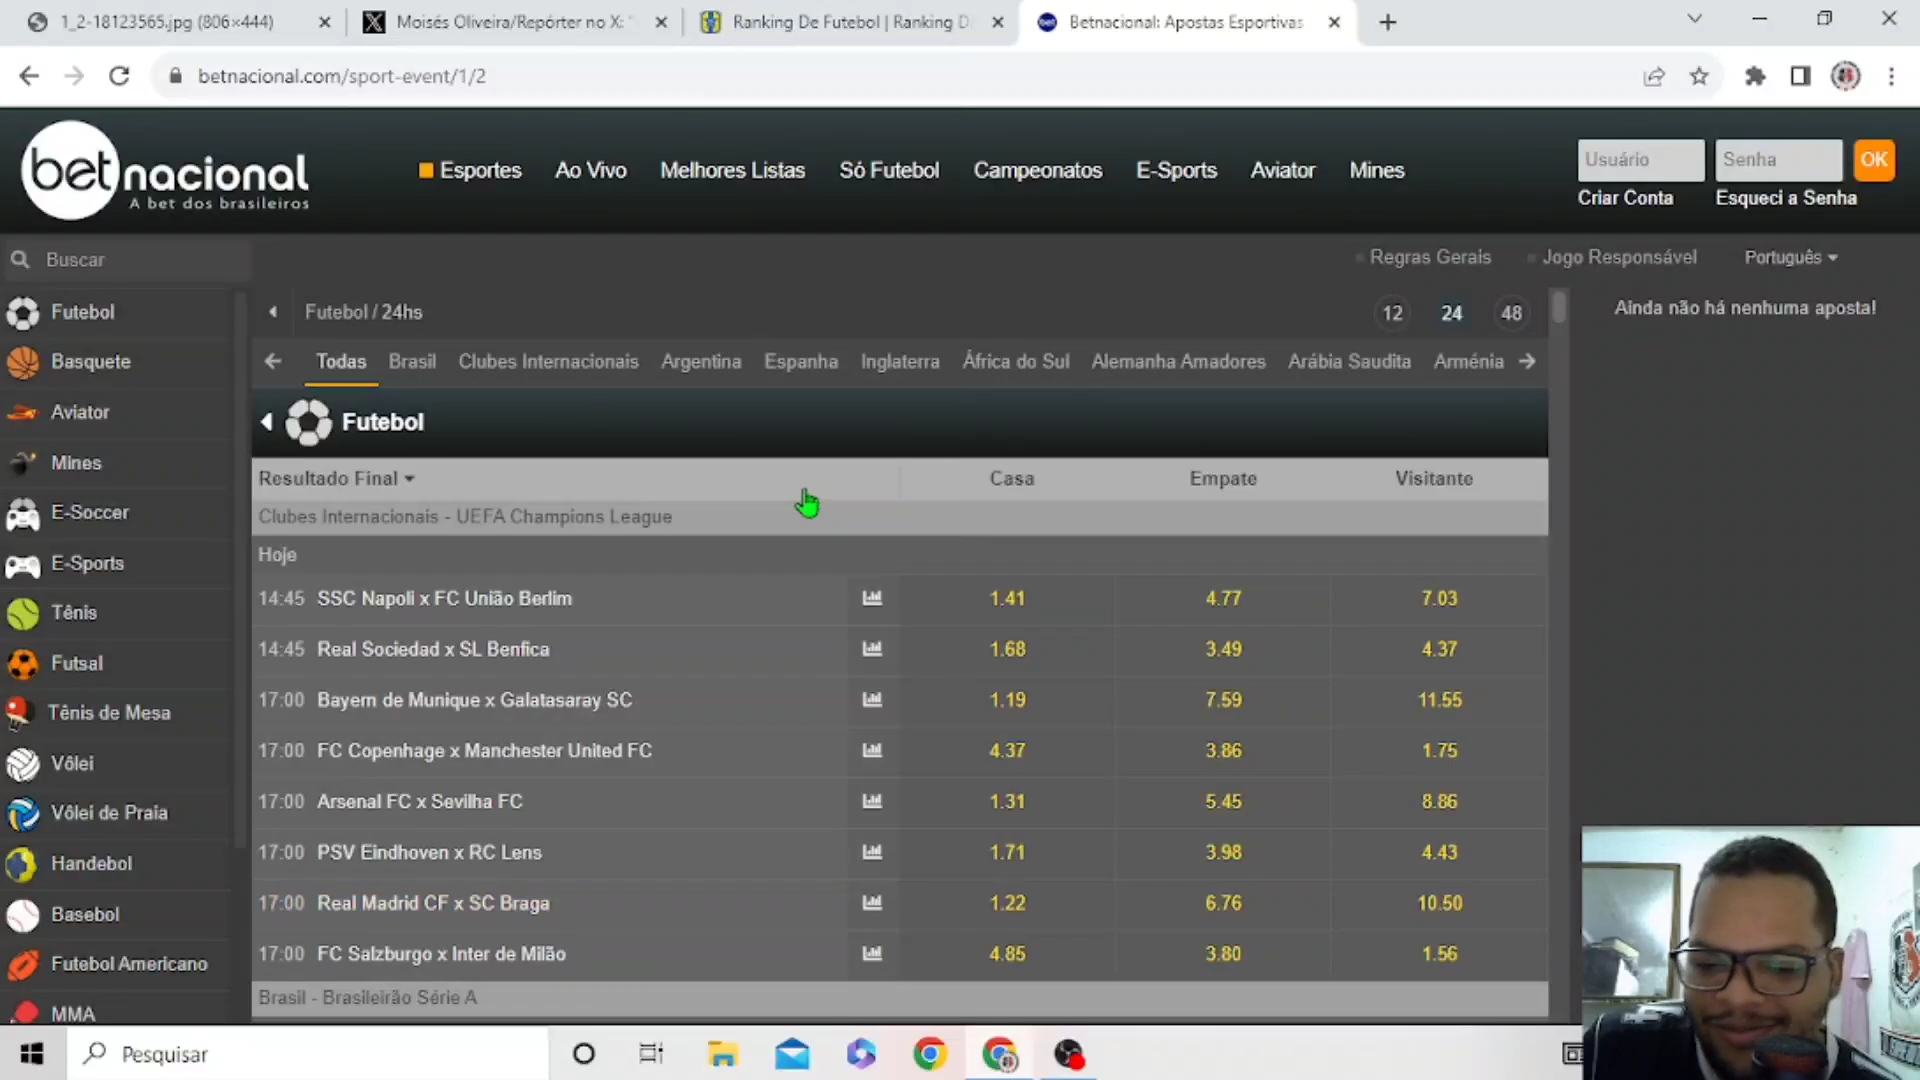 1_2-18123565.jpg (806×444)
Moisés Oliveira/Repórter no X: "
Ranking De Futebol | Ranking D
Betnacional: Apostas Esportivas
betnacional.com/sport-event/1/2
betnacional
A bet dos brasileiros
Esportes
Ao Vivo
Melhores Listas
Só Futebol
Campeonatos
E-Sports
Aviator
Mines
Usuário
Senha
OK
Criar Conta
Esqueci a Senha
Buscar
Regras Gerais
Jogo Responsável
Português
Futebol
Basquete
Aviator
Mines
E-Soccer
E-Sports
Tênis
Futsal
Tênis de Mesa
Vôlei
Vôlei de Praia
Handebol
Basebol
Futebol Americano
MMA
Futebol / 24hs
12 24 48
Todas Brasil Clubes Internacionais Argentina Espanha Inglaterra África do Sul Alemanha Amadores Arábia Saudita Arménia
Futebol
Resultado Final Casa Empate Visitante
Clubes Internacionais - UEFA Champions League
Hoje
14:45 SSC Napoli x FC União Berlim 1.41 4.77 7.03
14:45 Real Sociedad x SL Benfica 1.68 3.49 4.37
17:00 Bayern de Munique x Galatasaray SC 1.19 7.59 11.55
17:00 FC Copenhage x Manchester United FC 4.37 3.86 1.75
17:00 Arsenal FC x Sevilha FC 1.31 5.45 8.86
17:00 PSV Eindhoven x RC Lens 1.71 3.98 4.43
17:00 Real Madrid CF x SC Braga 1.22 6.76 10.50
17:00 FC Salzburgo x Inter de Milão 4.85 3.80 1.56
Brasil - Brasileirão Série A
Ainda não há nenhuma aposta!
Pesquisar